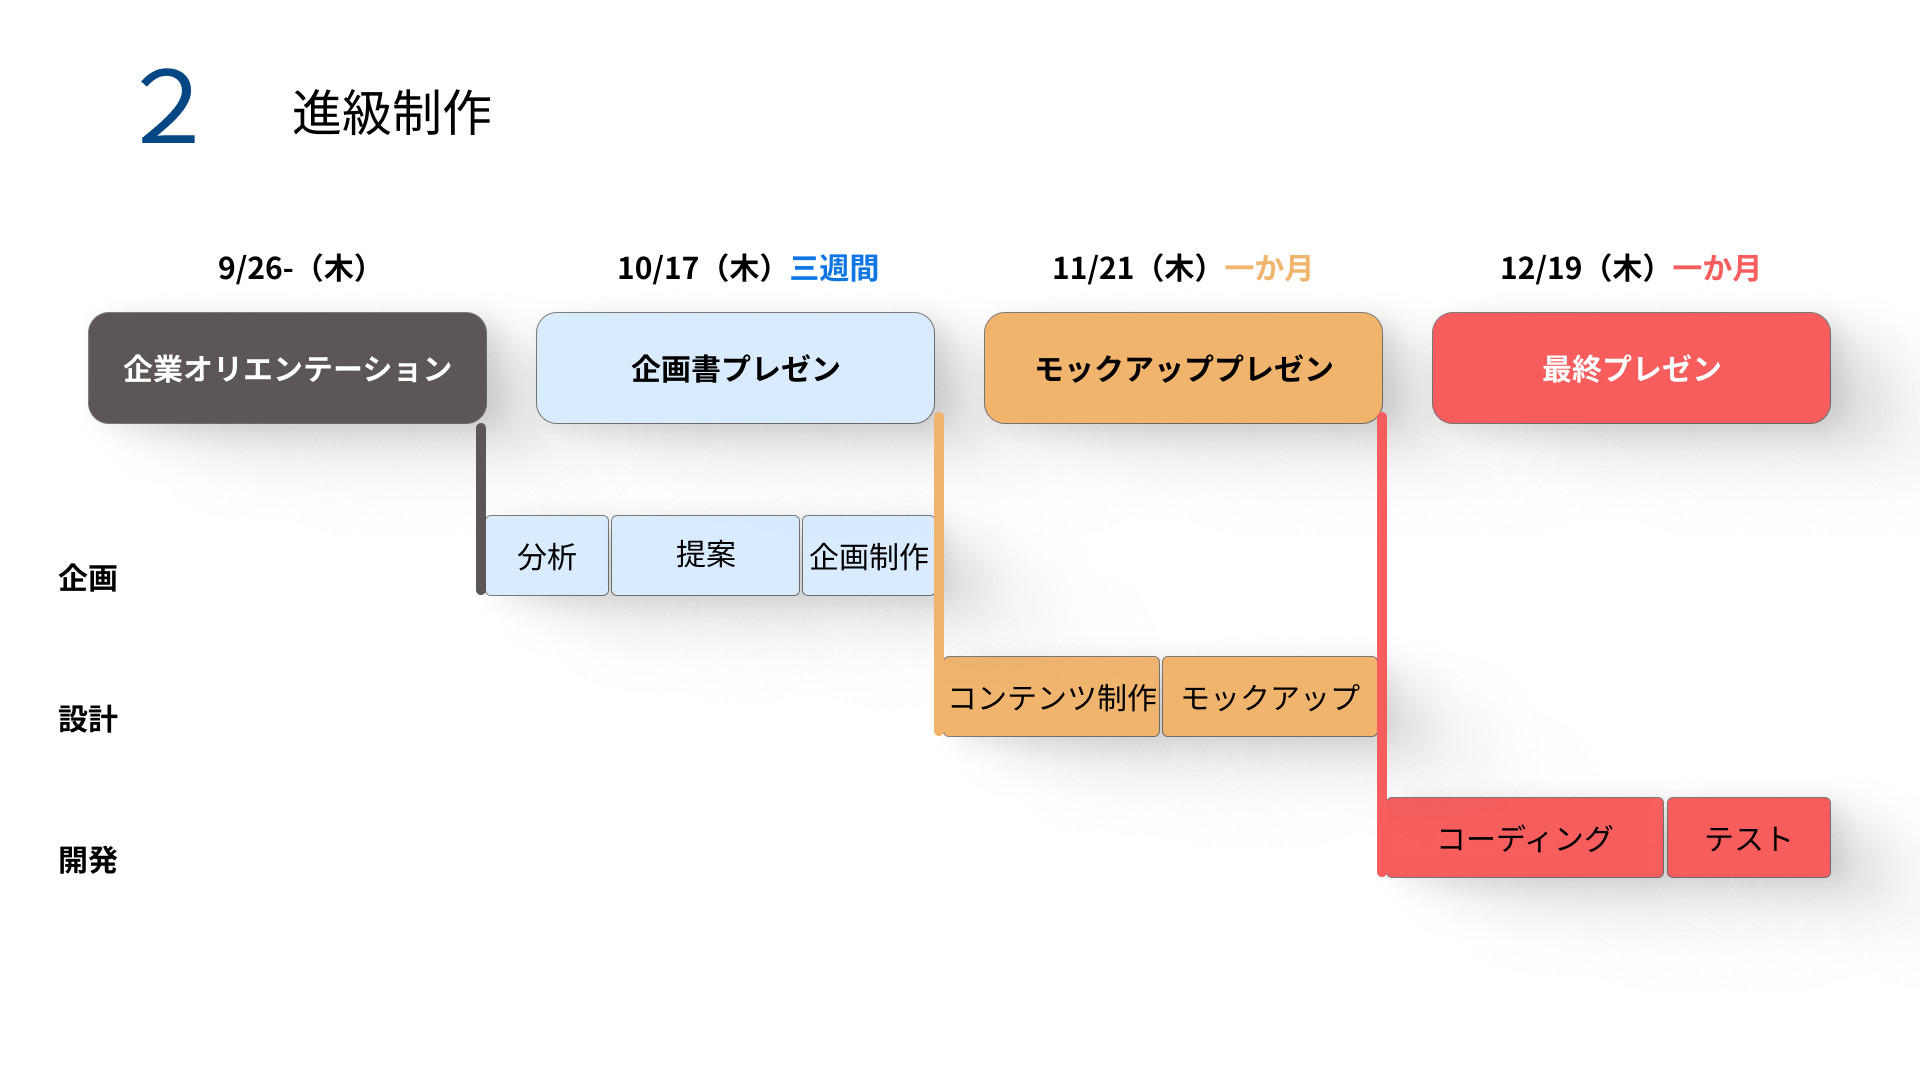 2
進級制作
9/26-（木）
10/17（木）三週間
11/21（木）一か月
12/19（木）一か月
企業オリエンテーション
企画書プレゼン
モックアッププレゼン
最終プレゼン
企画
分析
提案
企画制作
設計
コンテンツ制作
モックアップ
開発
コーディング
テスト